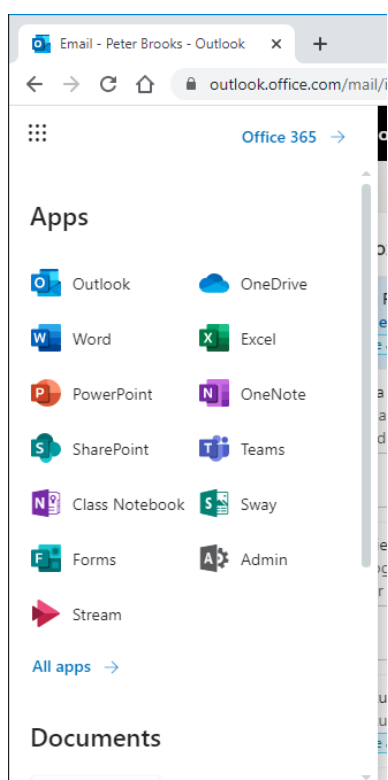 Email - Peter Brooks - Outlook
outlook.office.com/mail/i
Office 365 →
Apps
Outlook
OneDrive
Word
Excel
PowerPoint
OneNote
SharePoint
Teams
Class Notebook
Sway
Forms
Admin
Stream
All apps →
Documents